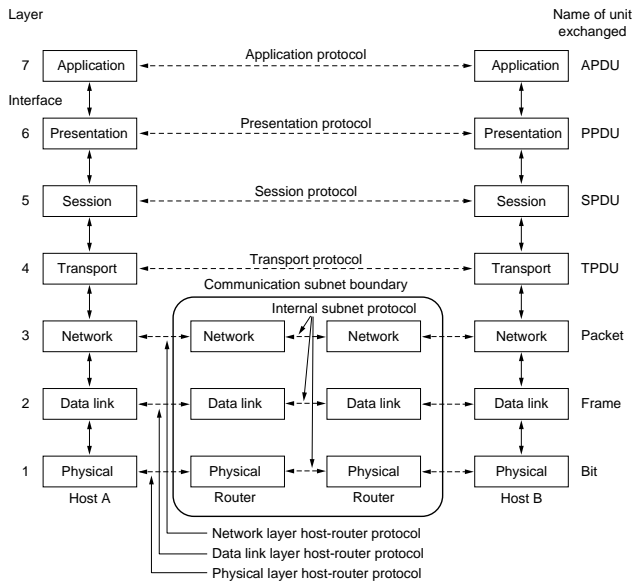 Layer
Name of unit exchanged
7 Application Application protocol Application APDU
Interface
6 Presentation Presentation protocol Presentation PPDU
5 Session Session protocol Session SPDU
4 Transport Transport protocol Transport TPDU
Communication subnet boundary
Internal subnet protocol
3 Network Network Network Network Packet
2 Data link Data link Data link Data link Frame
1 Physical Physical Physical Physical Bit
Host A Router Router Host B
Network layer host-router protocol
Data link layer host-router protocol
Physical layer host-router protocol